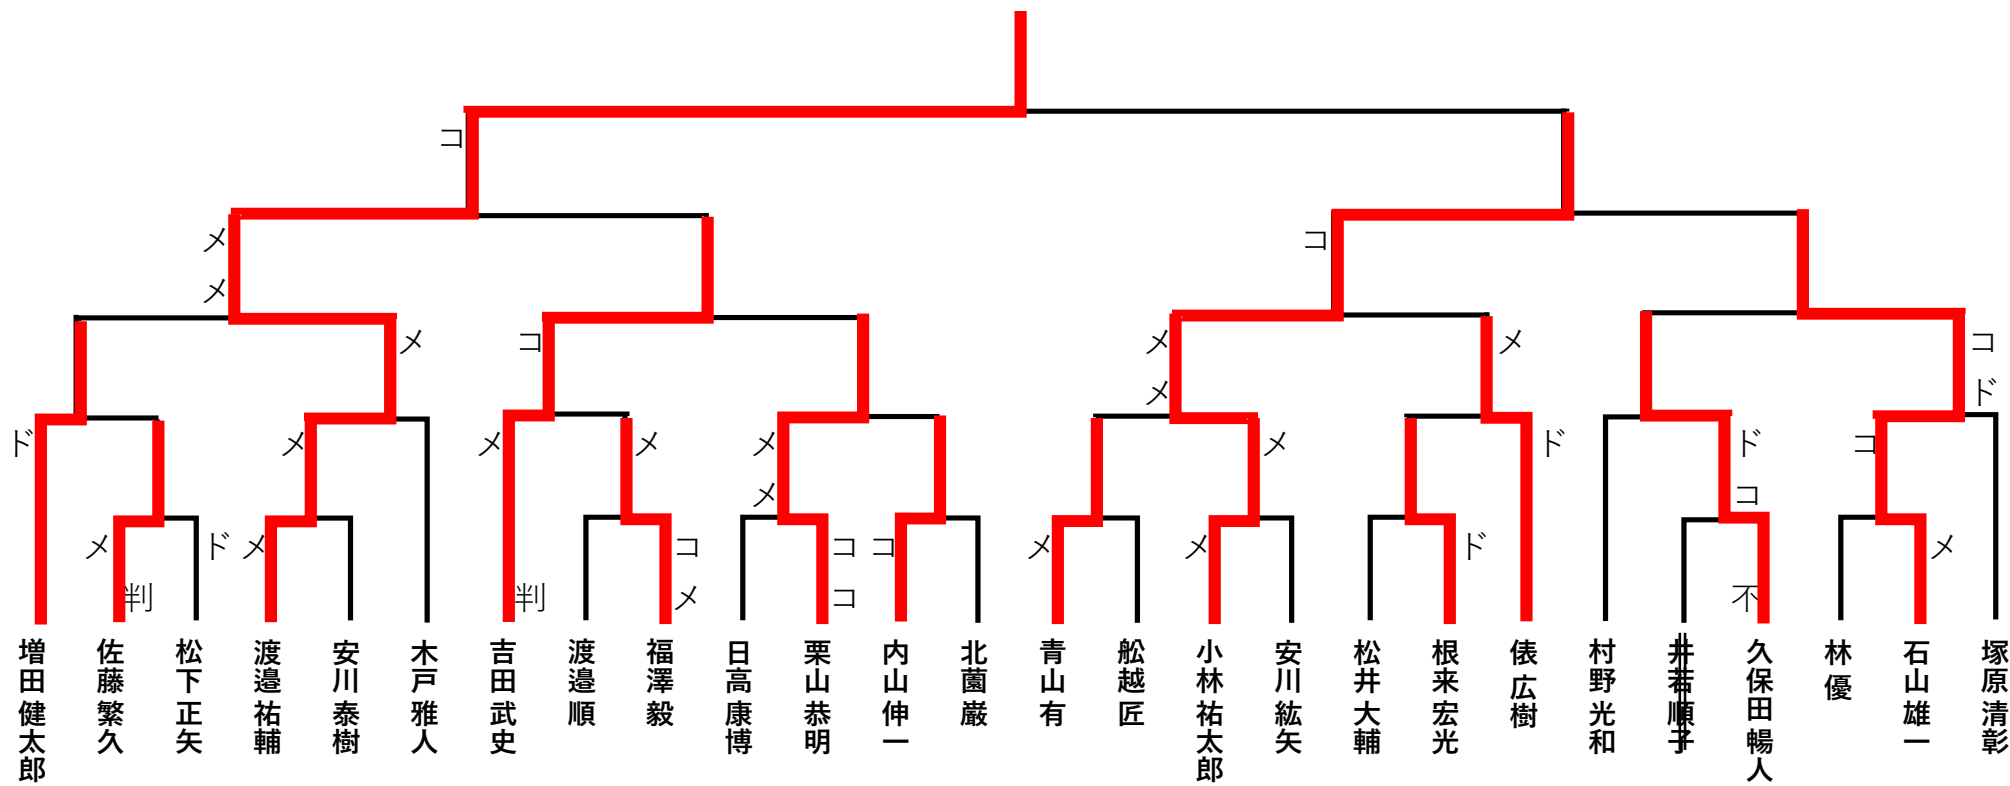 コ
メ
コ
メ
メ
コ
メ
メ
メ
コ
メ
ド
ド
メ
メ
メ
メ
メ
ド
ド
コ
メ
コ
メ
ド
メ
コ
コ
コ
メ
メ
ド
メ
判
判
メ
コ
不
増田 健太郎
佐藤 繁久
松下 正矢
渡邉 祐輔
安川 泰樹
木戸 雅人
吉田 武史
渡邉 順
福澤 毅
日高 康博
栗山 恭明
内山 伸一
北薗 巌
青山 有
舩越 匠
小林 祐太郎
安川 紘矢
松井 大輔
根来 宏光
俵 広樹
村野 光和
井若 順子
久保田 暢人
林 優
石山 雄一
塚原 清彰